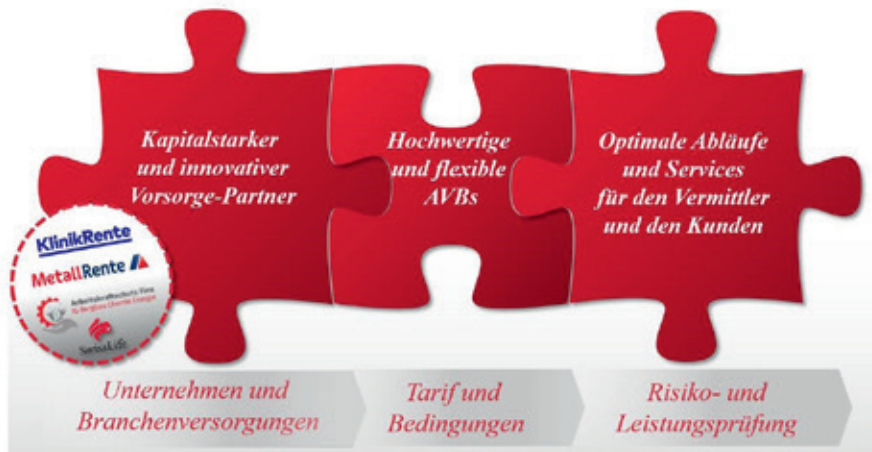 Kapitalstarker
und innovativer
Vorsorge-Partner
Hochwertige
und flexible
AVBs
Optimale Abläufe
und Services
für den Vermittler
und den Kunden
KlinikRente
MetallRente
SwissLife
Unternehmen und
Branchenversorgungen
Tarif und
Bedingungen
Risiko- und
Leistungsprüfung